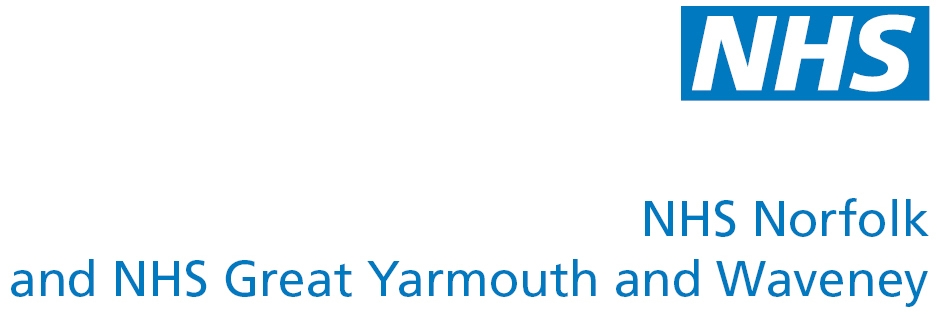 NHS
NHS Norfolk
and NHS Great Yarmouth and Waveney